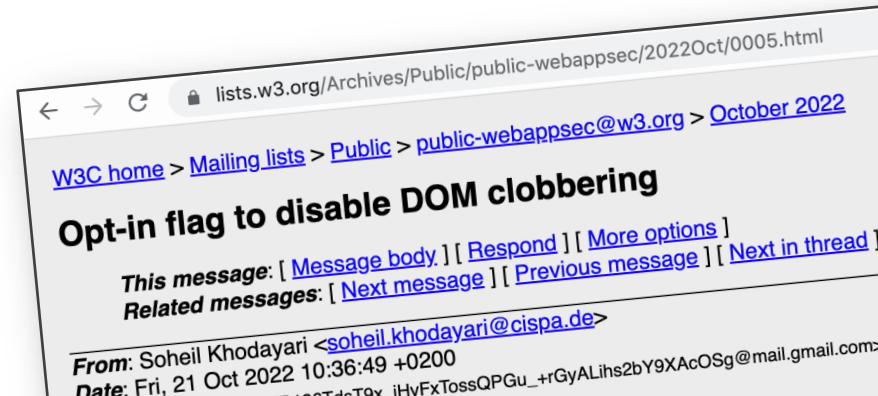 lists.w3.org/Archives/Public/public-webappsec/2022Oct/0005.html
W3C home > Mailing lists > Public > public-webappsec@w3.org > October 2022
Opt-in flag to disable DOM clobbering
This message: [ Message body ] [ Respond ] [ More options ]
Related messages: [ Next message ] [ Previous message ] [ Next in thread ]
From: Soheil Khodayari <soheil.khodayari@cispa.de>
Date: Fri, 21 Oct 2022 10:36:49 +0200